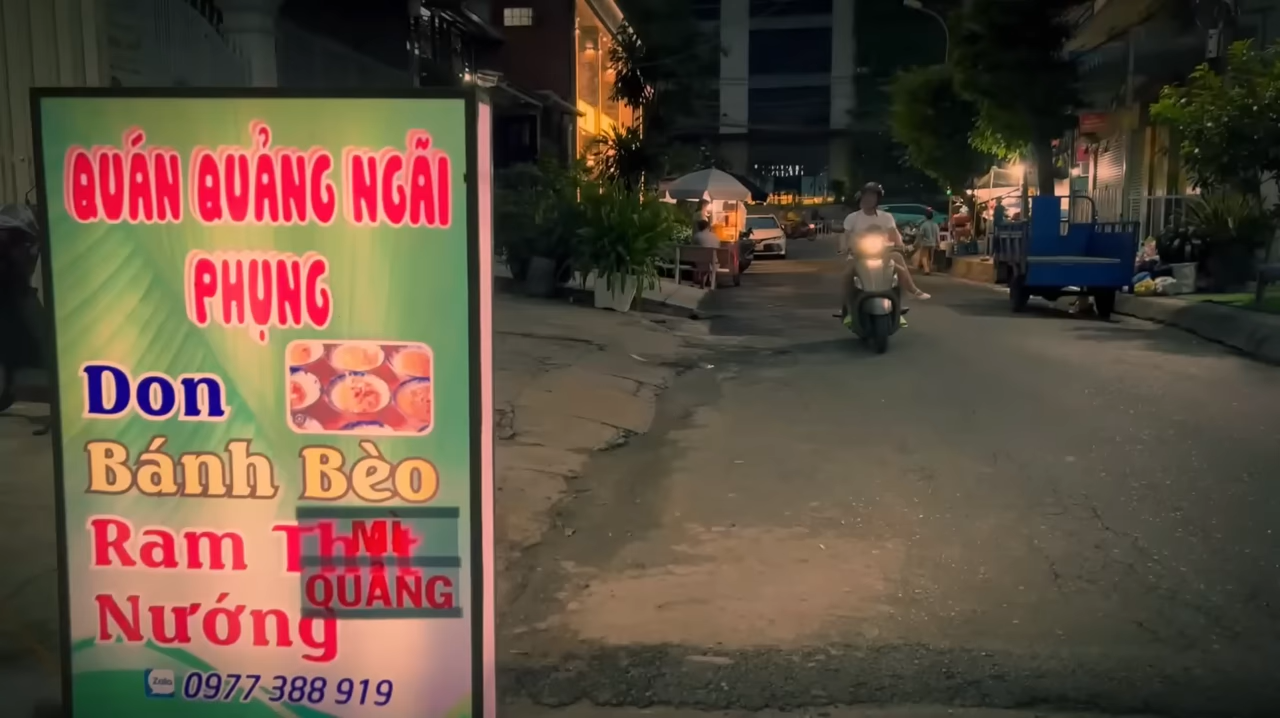 QUÁN QUẢNG NGÃI
PHỤNG
Don
Bánh Bèo
Ram Thịt
MÌ
QUẢNG
Nướng
Zalo 0977 388 919